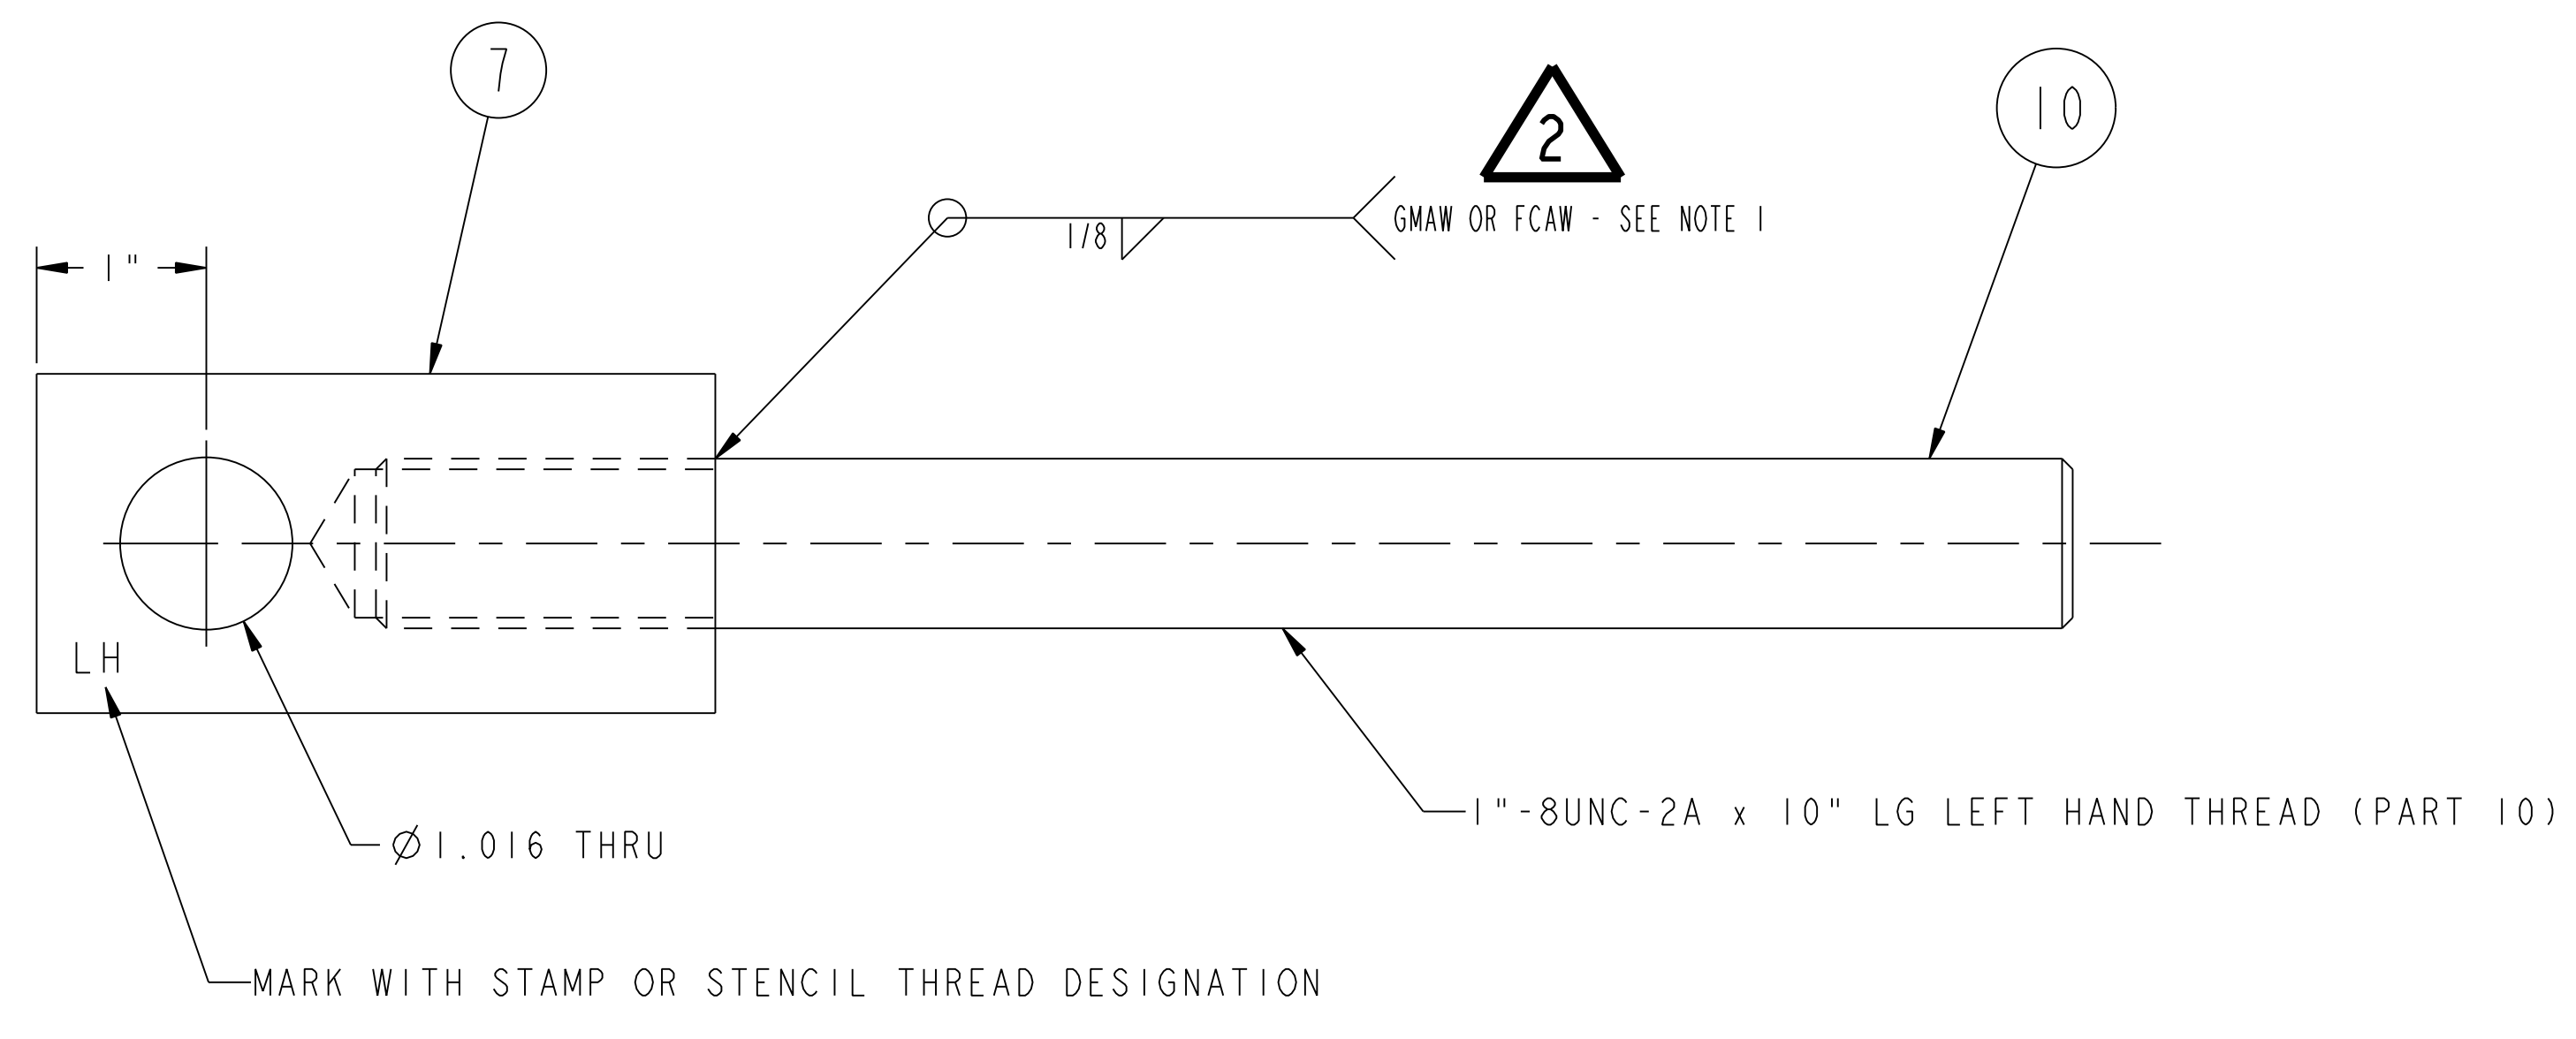 7
2
10
GMAW OR FCAW - SEE NOTE 1
1/8
1"
LH
1"-8UNC-2A x 10" LG LEFT HAND THREAD (PART 10)
Ø1.016 THRU
MARK WITH STAMP OR STENCIL THREAD DESIGNATION